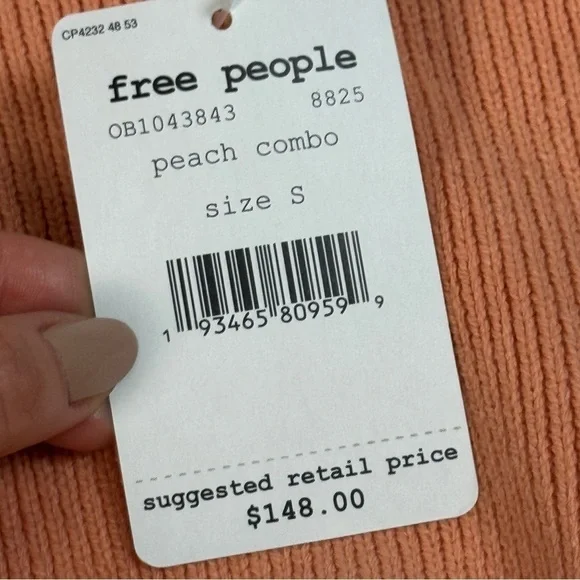 CP4232 48 53
free people
OB1043843 8825
peach combo
size S
1 93465 80959 9
suggested retail price
$148.00